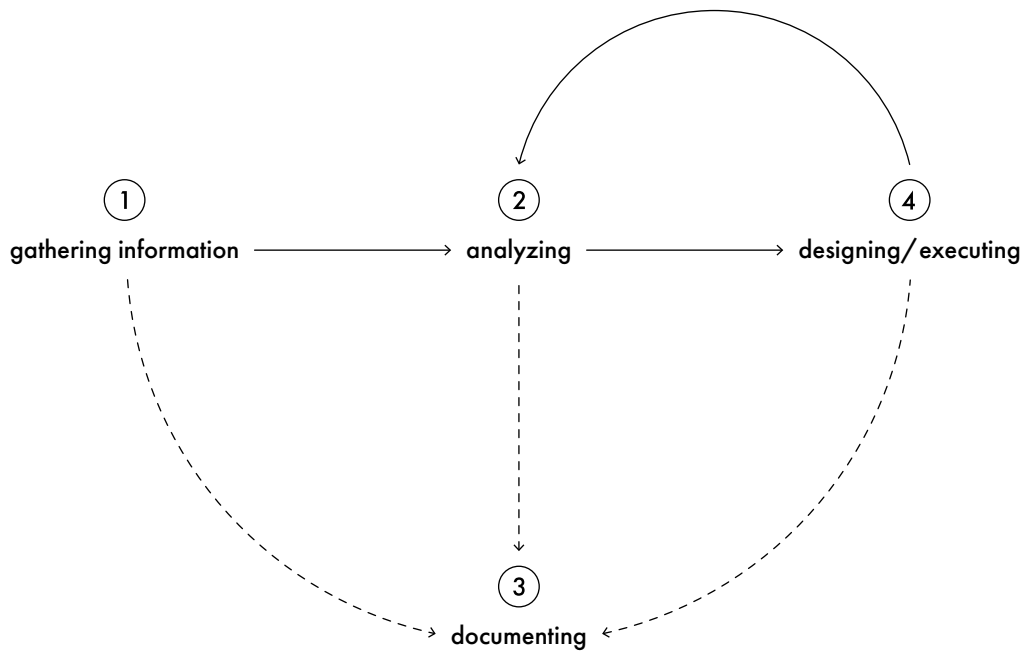 1
gathering information
2
analyzing
4
designing/executing
3
documenting